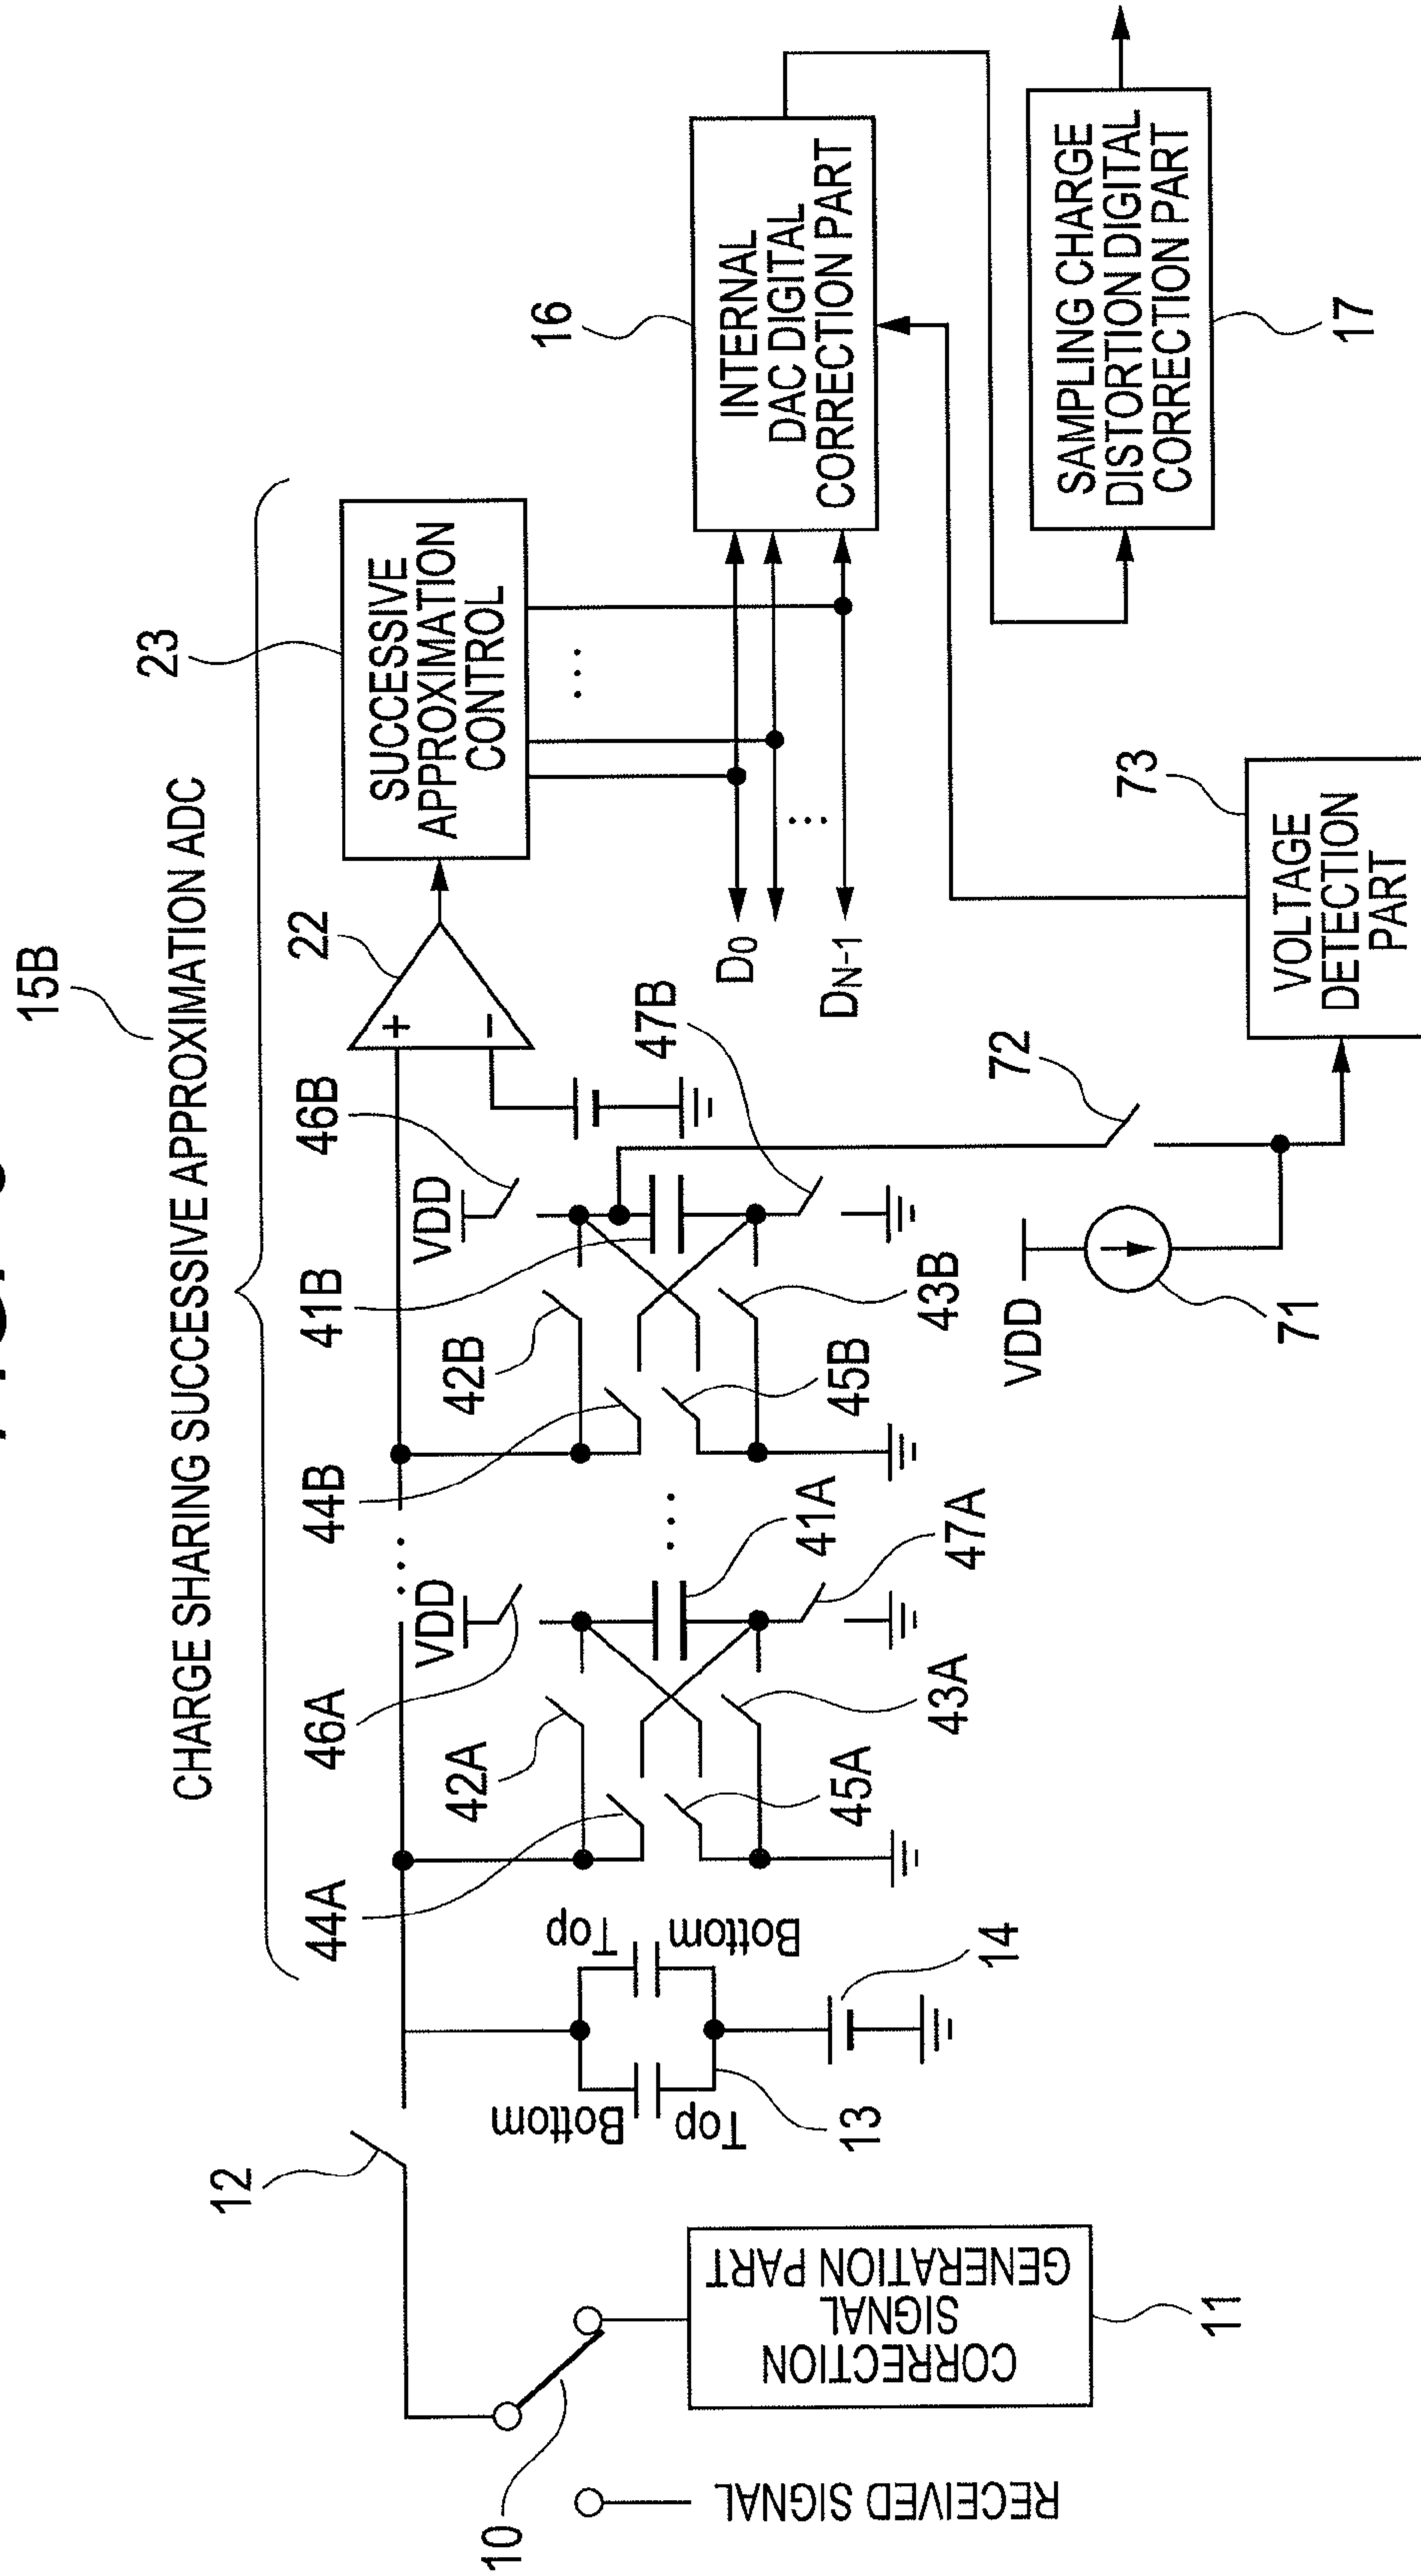 15B
CHARGE SHARING SUCCESSIVE APPROXIMATION ADC
12
44A
46A
VDD
42A
45A
43A
41A
47A
44B
42B
41B
46B
VDD
45B
43B
47B
22
+
−
23
SUCCESSIVE
APPROXIMATION
CONTROL
...
...
...
...
D0
DN-1
16
INTERNAL
DAC DIGITAL
CORRECTION PART
SAMPLING CHARGE
DISTORTION DIGITAL
CORRECTION PART
17
73
VOLTAGE
DETECTION
PART
72
VDD
71
Top
Bottom
Bottom
Top
13
14
10
RECEIVED SIGNAL
CORRECTION
SIGNAL
GENERATION PART
11